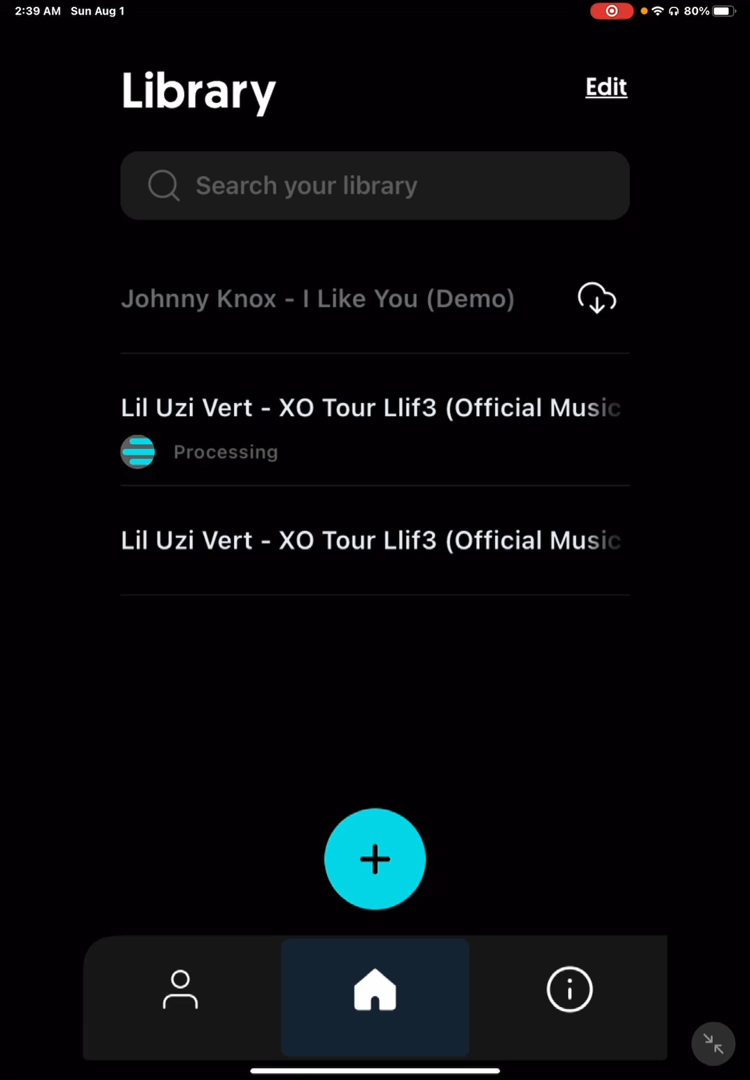 2:39 AM Sun Aug 1 80%
Library
Edit
Search your library
Johnny Knox - I Like You (Demo)
Lil Uzi Vert - XO Tour Llif3 (Official Music
Processing
Lil Uzi Vert - XO Tour Llif3 (Official Music